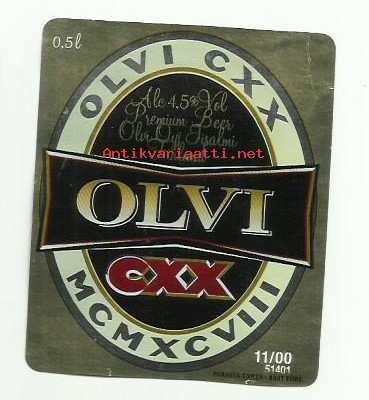 0,5ℓ
OLVI CXX
Alc 4.5% Vol
Premium Beer
Olvi Oyj Iisalmi
Antikvariaatti.net
OLVI
CXX
MCMXCVIII
11/00
51401